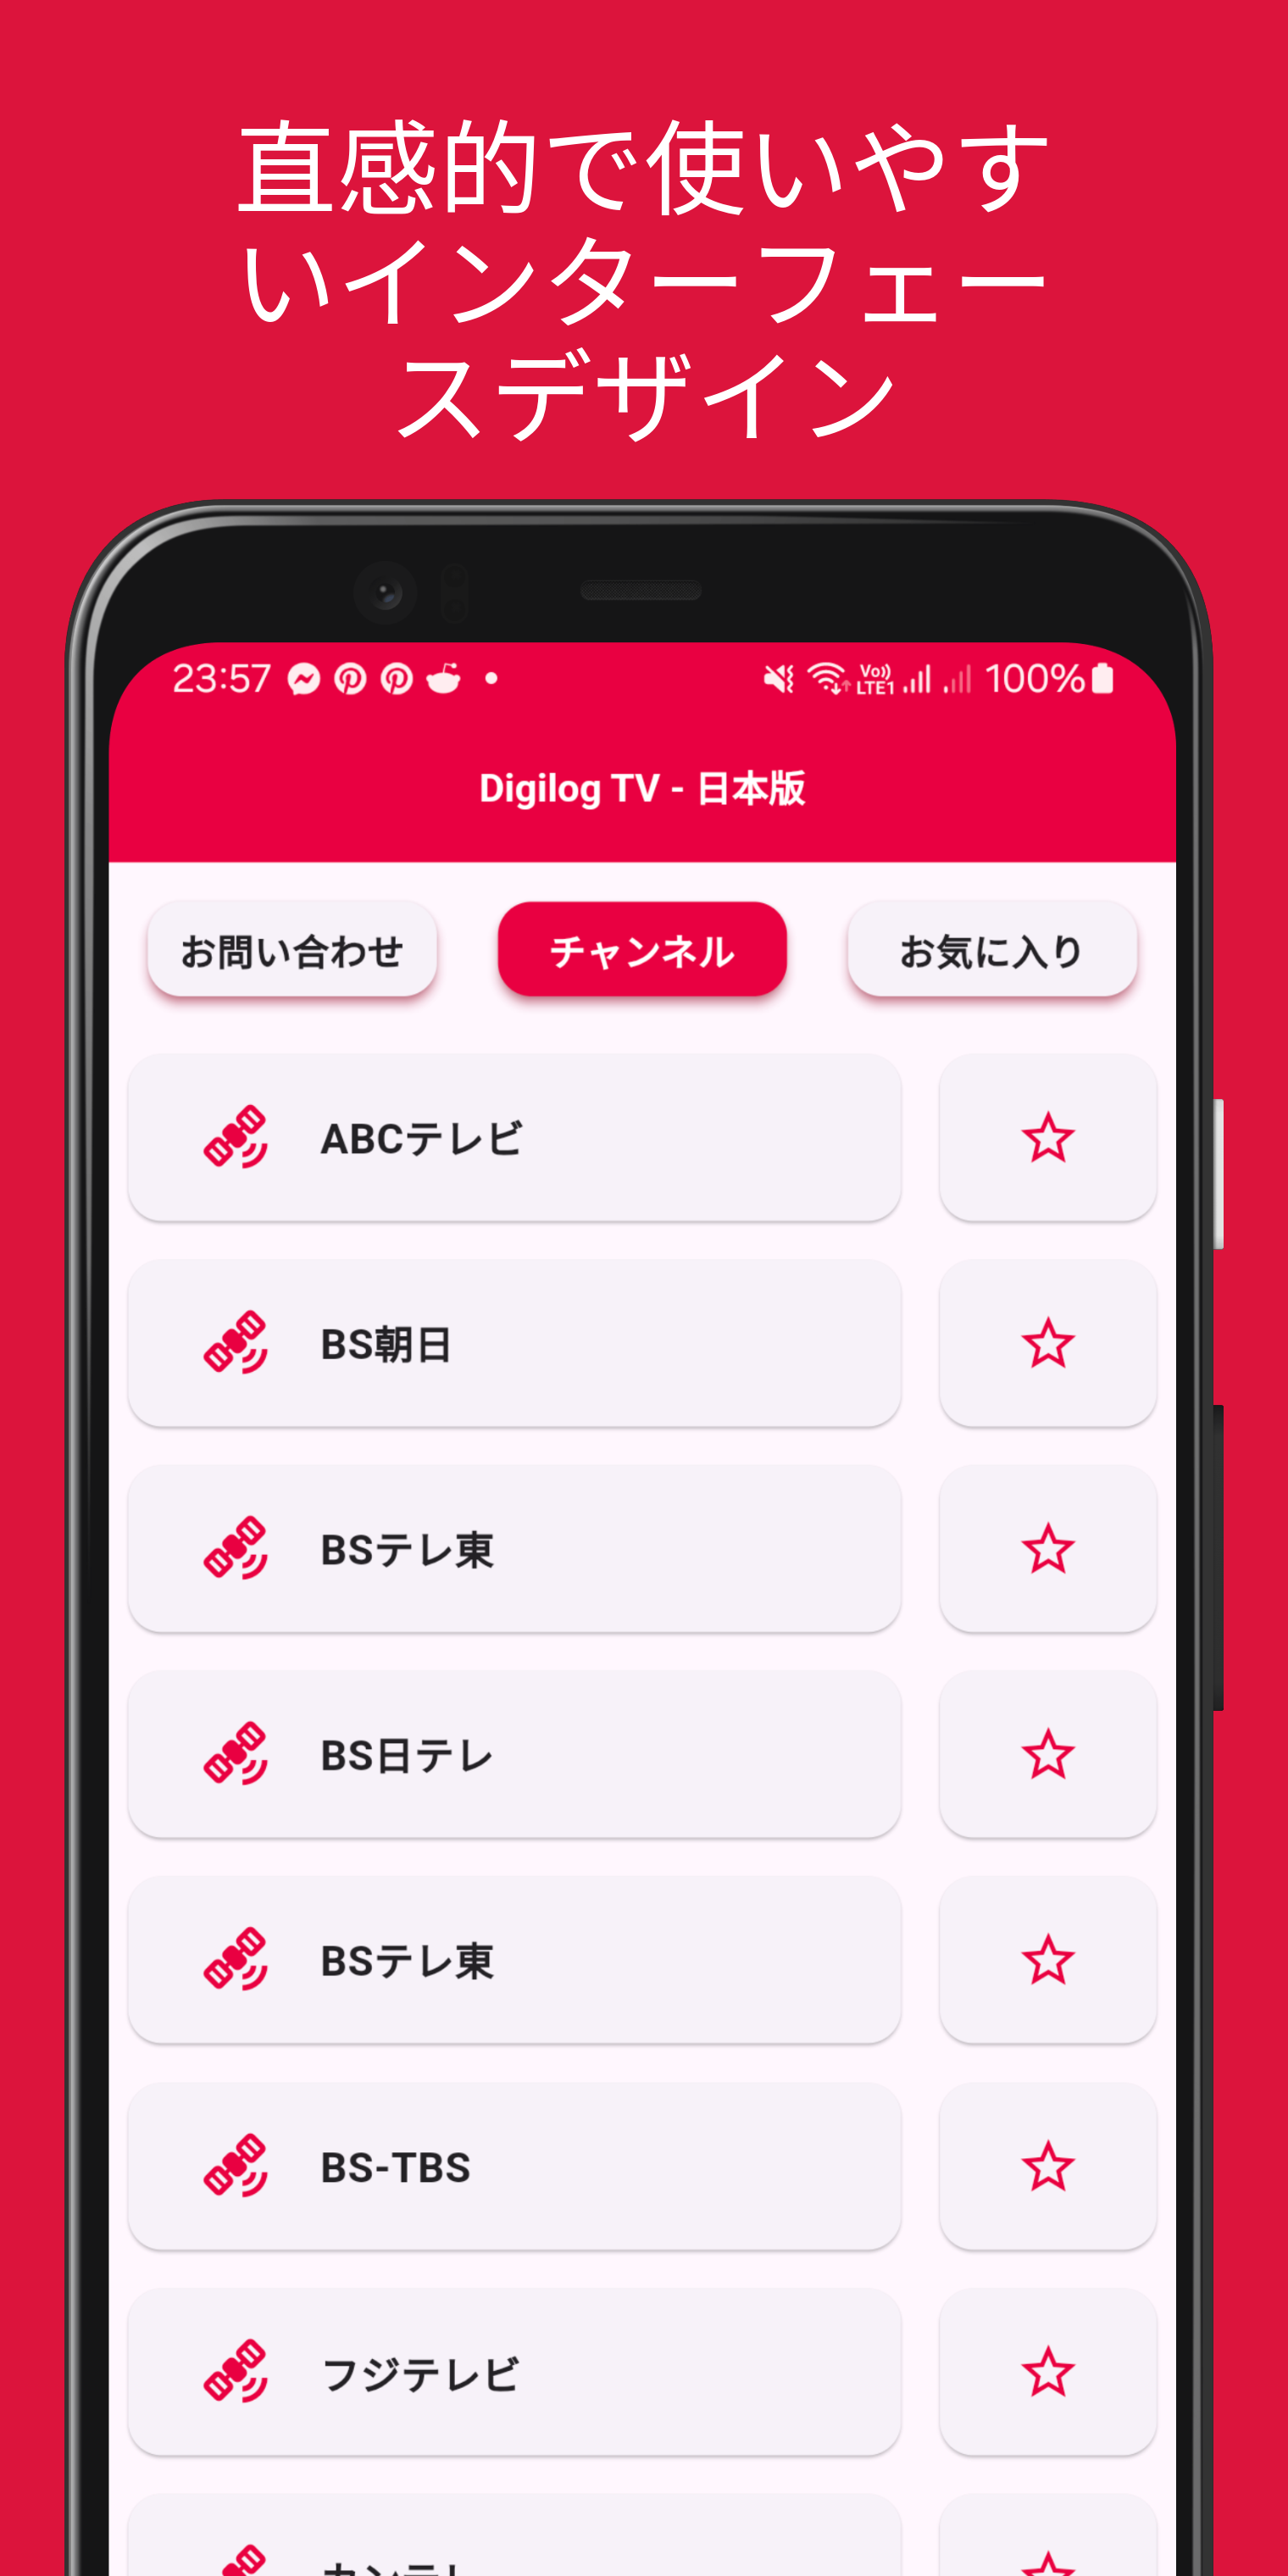 直感的で使いやす
いインターフェー
スデザイン
23:57
Vo)) LTE1
100%
Digilog TV - 日本版
お問い合わせ
チャンネル
お気に入り
ABCテレビ
BS朝日
BSテレ東
BS日テレ
BSテレ東
BS-TBS
フジテレビ